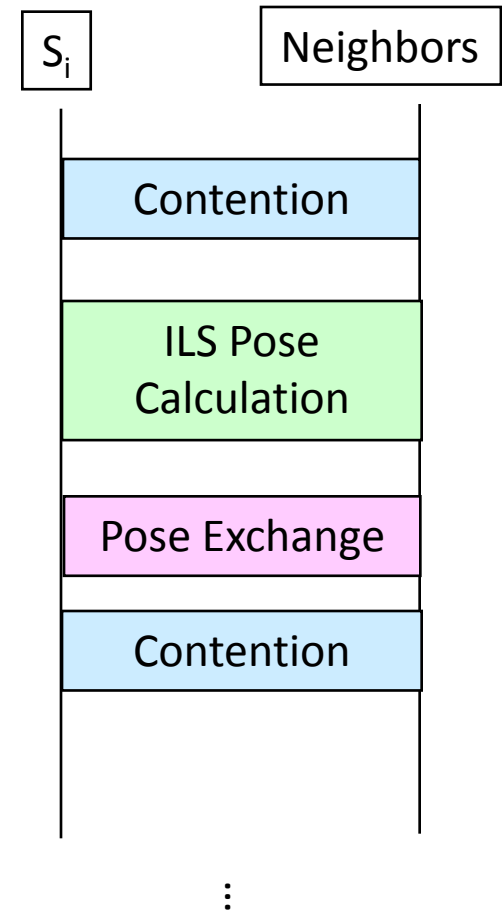 Si
Neighbors
Contention
ILS Pose
Calculation
Pose Exchange
Contention
⋮